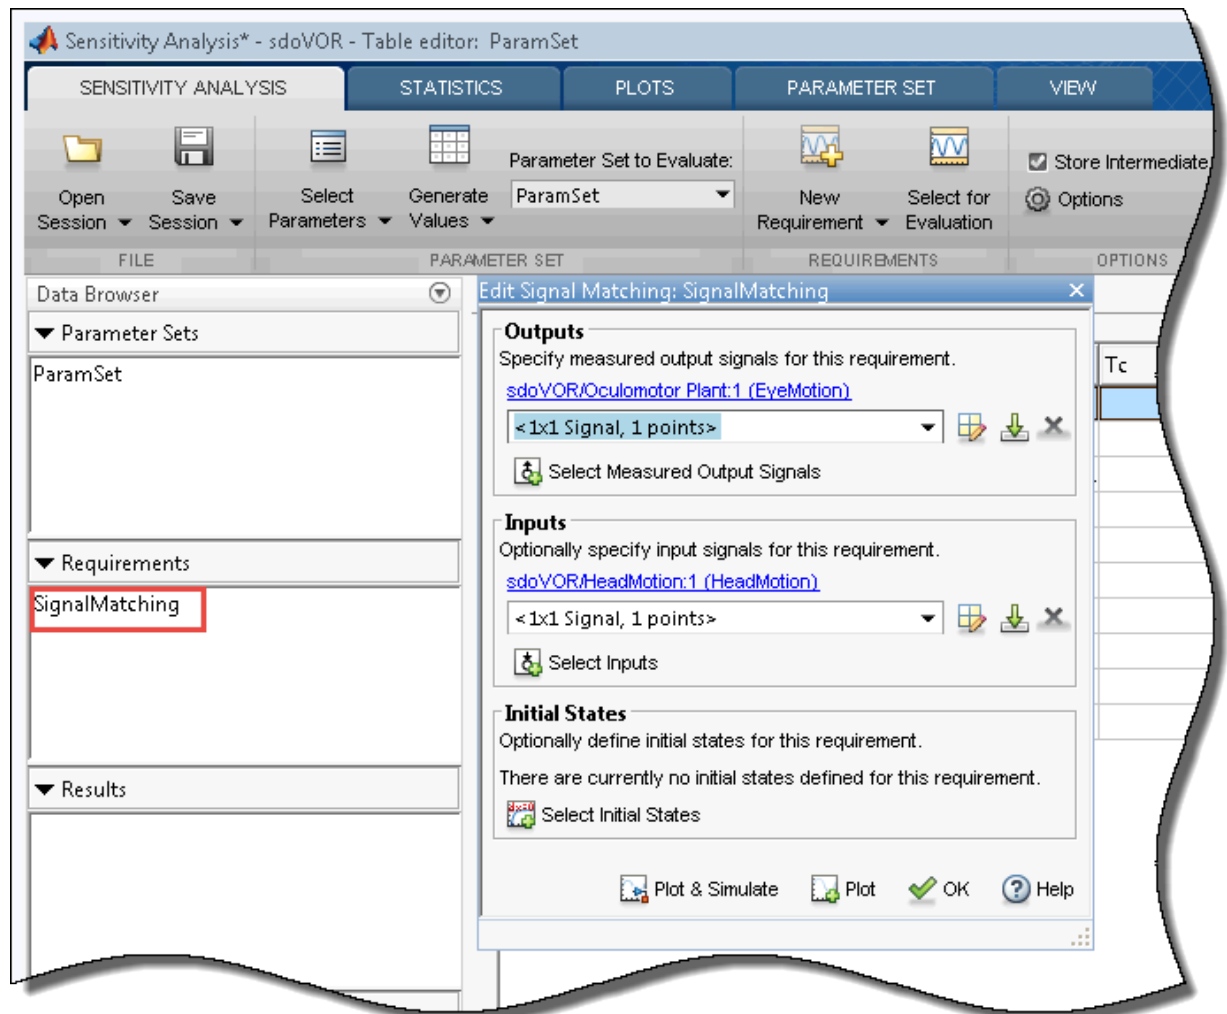 Sensitivity Analysis* - sdoVOR - Table editor: ParamSet
SENSITIVITY ANALYSIS STATISTICS PLOTS PARAMETER SET VIEW
Open Session
Save Session
Select Parameters
Generate Values
Parameter Set to Evaluate:
ParamSet
New Requirement
Select for Evaluation
Store Intermediate
Options
FILE PARAMETER SET REQUIREMENTS OPTIONS
Data Browser
Parameter Sets
ParamSet
Requirements
SignalMatching
Results
Edit Signal Matching: SignalMatching
Outputs
Specify measured output signals for this requirement.
sdoVOR/Oculomotor Plant:1 (EyeMotion)
<1x1 Signal, 1 points>
Select Measured Output Signals
Inputs
Optionally specify input signals for this requirement.
sdoVOR/HeadMotion:1 (HeadMotion)
<1x1 Signal, 1 points>
Select Inputs
Initial States
Optionally define initial states for this requirement.
There are currently no initial states defined for this requirement.
Select Initial States
Plot & Simulate Plot OK Help
Tc